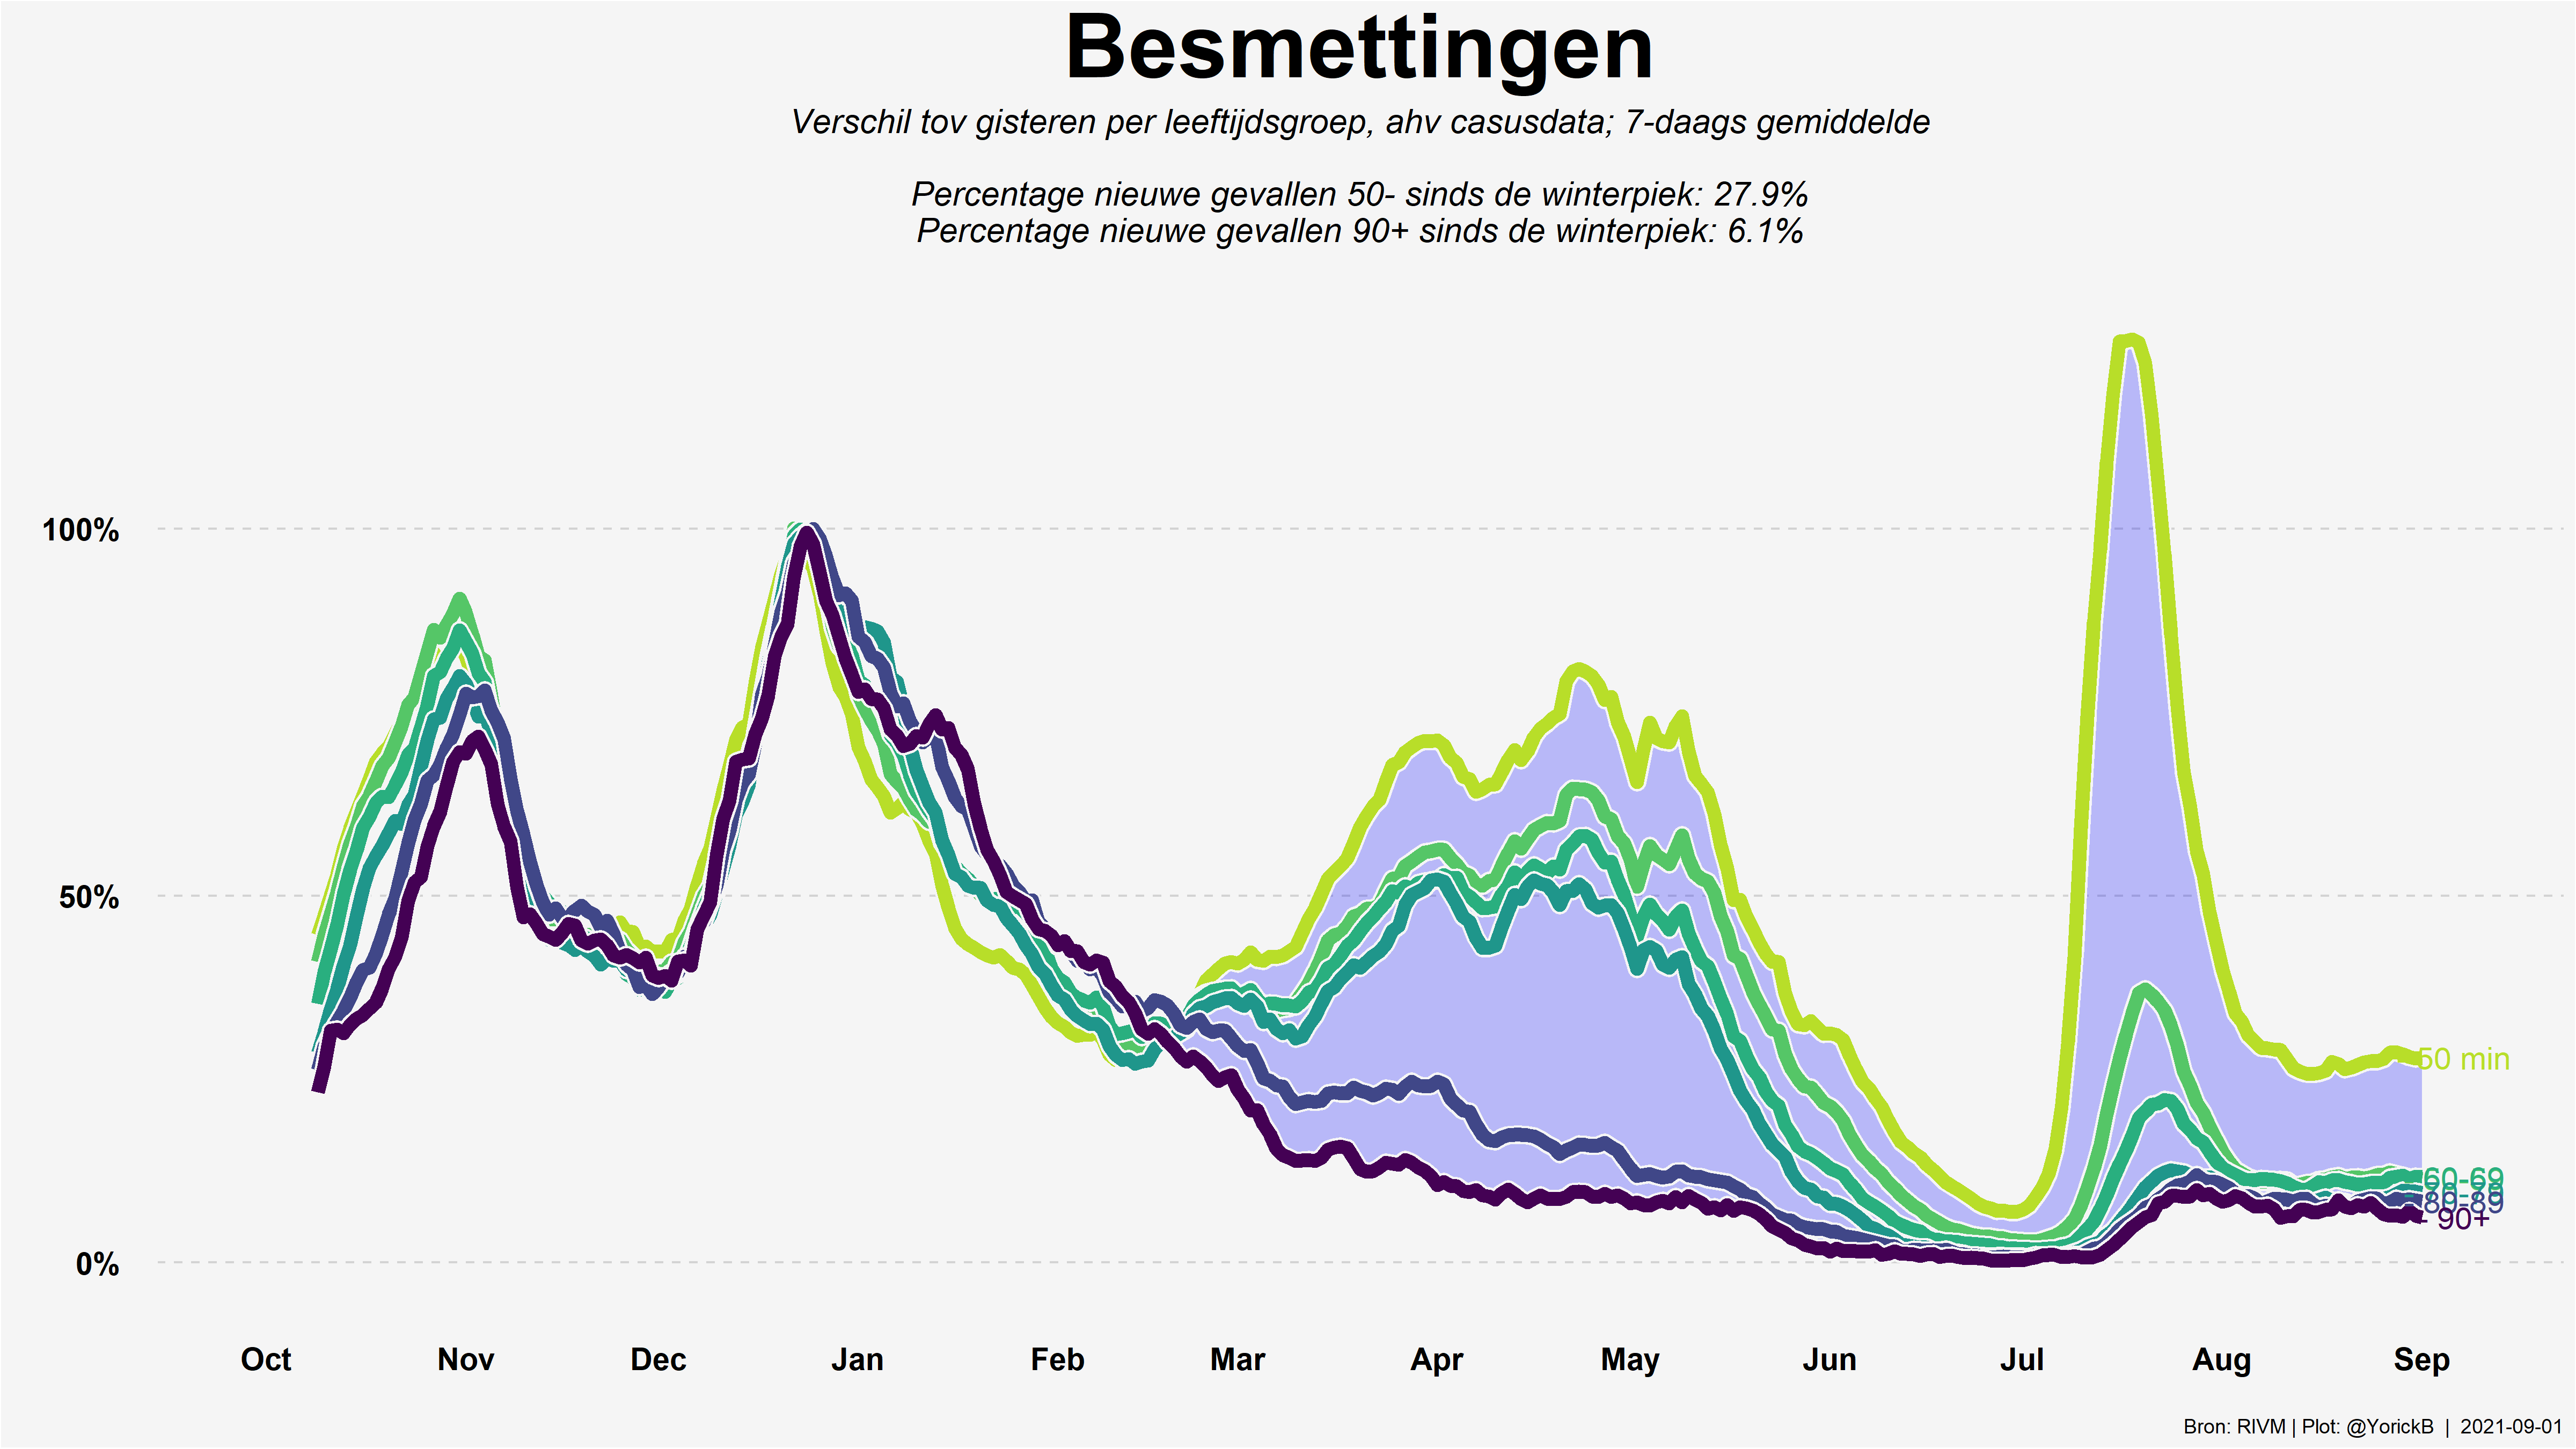 Besmettingen
Verschil tov gisteren per leeftijdsgroep, ahv casusdata; 7-daags gemiddelde
Percentage nieuwe gevallen 50- sinds de winterpiek: 27.9%
Percentage nieuwe gevallen 90+ sinds de winterpiek: 6.1%
100%
50%
0%
50 min
60-69
80-89
90+
Oct Nov Dec Jan Feb Mar Apr May Jun Jul Aug Sep
Bron: RIVM | Plot: @YorickB | 2021-09-01